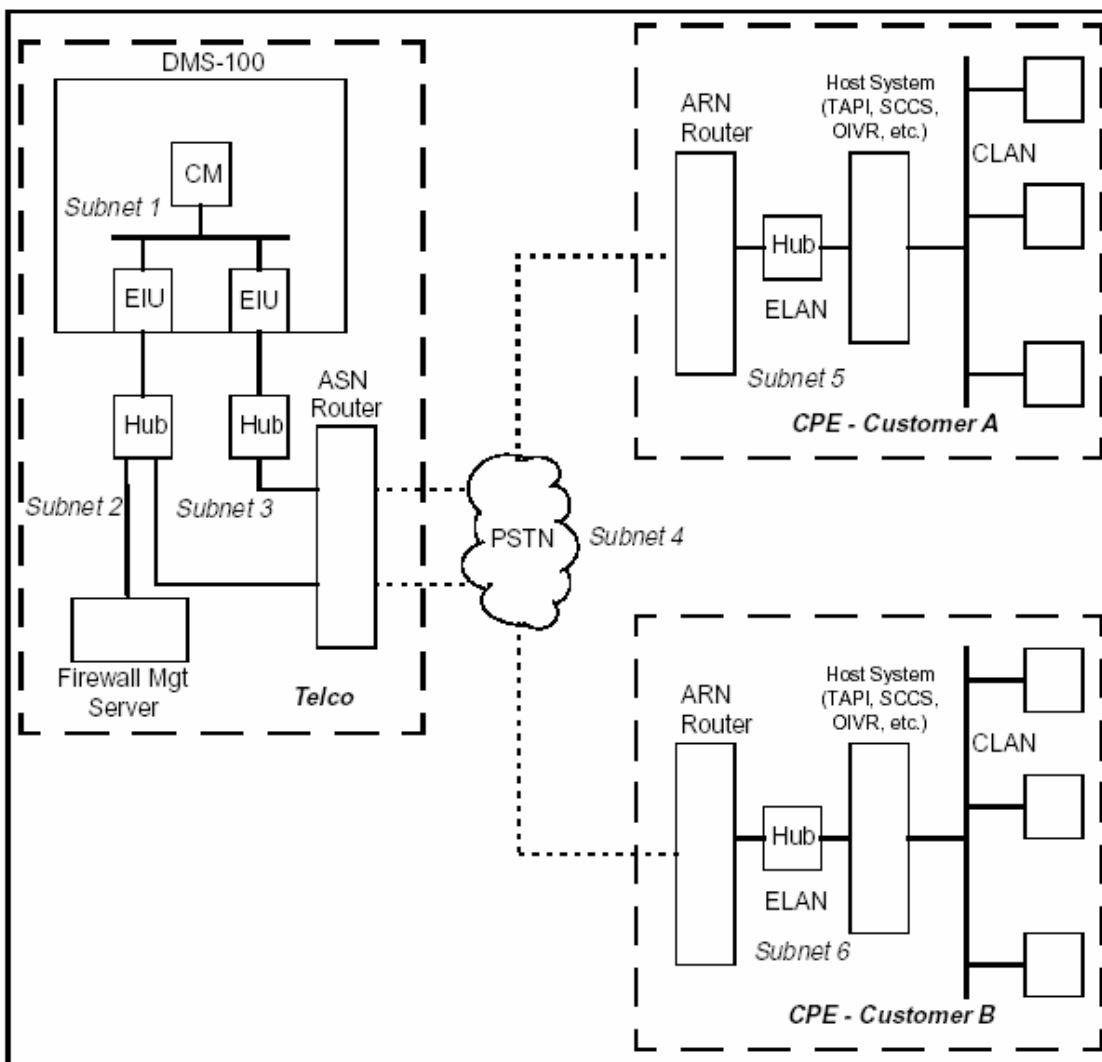 DMS-100
CM
Subnet 1
EIU
EIU
Hub
Hub
ASN
Router
Subnet 2
Subnet 3
Firewall Mgt
Server
Telco
PSTN
Subnet 4
ARN
Router
Host System
(TAPI, SCCS,
OIVR, etc.)
CLAN
Hub
ELAN
Subnet 5
CPE - Customer A
ARN
Router
Host System
(TAPI, SCCS,
OIVR, etc.)
CLAN
Hub
ELAN
Subnet 6
CPE - Customer B